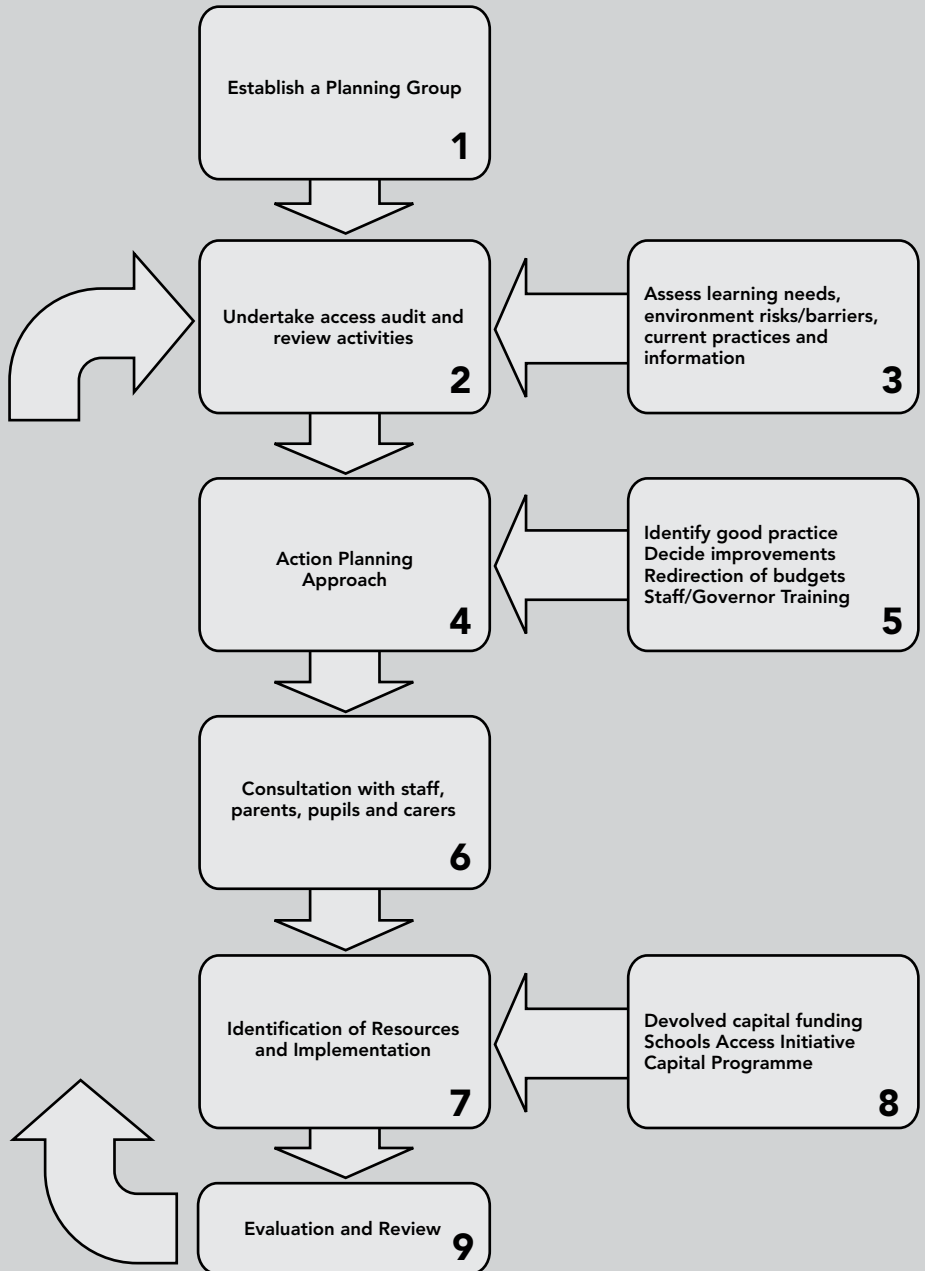 Establish a Planning Group
1
Undertake access audit and
review activities
2
Assess learning needs,
environment risks/barriers,
current practices and
information
3
Action Planning
Approach
4
Identify good practice
Decide improvements
Redirection of budgets
Staff/Governor Training
5
Consultation with staff,
parents, pupils and carers
6
Identification of Resources
and Implementation
7
Devolved capital funding
Schools Access Initiative
Capital Programme
8
Evaluation and Review
9